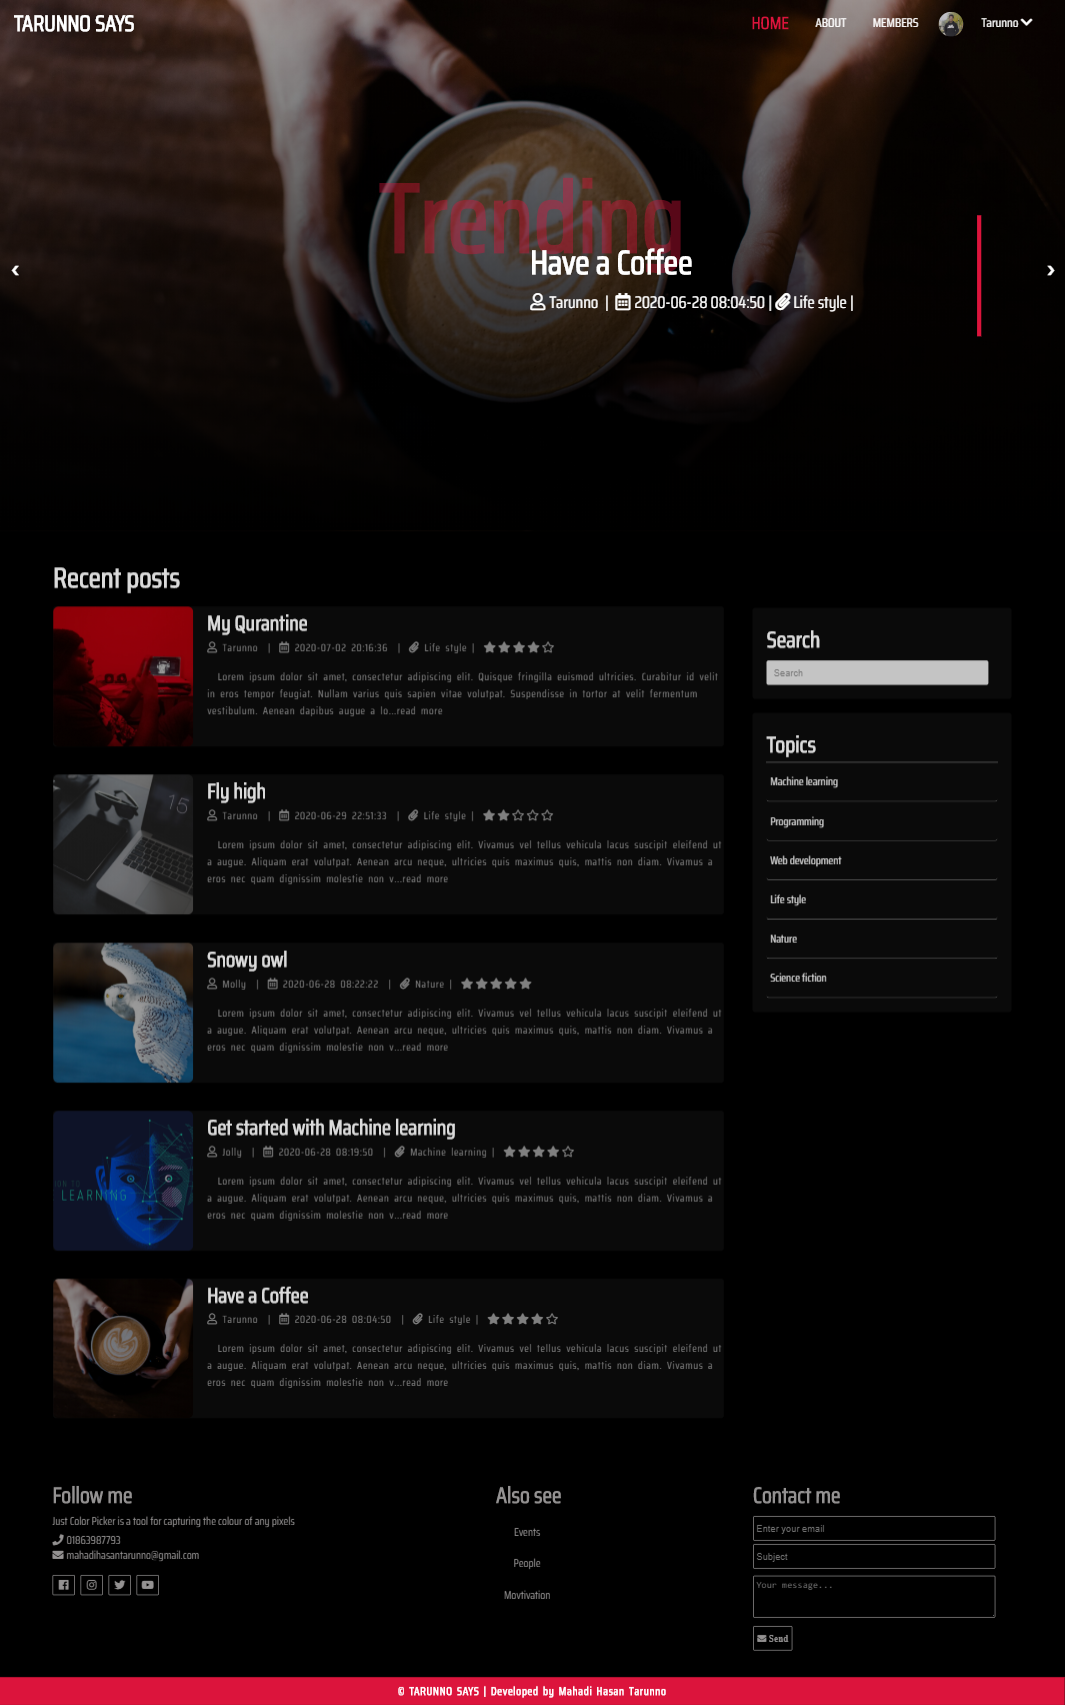 TARUNNO SAYS
HOME ABOUT MEMBERS Tarunno
Trending
Have a Coffee
Tarunno | 2020-06-28 08:04:50 | Life style |
Recent posts
My Qurantine
Tarunno | 2020-07-02 20:16:36 | Life style |
Lorem ipsum dolor sit amet, consectetur adipiscing elit. Quisque fringilla euismod ultricies. Curabitur id velit
in eros tempor feugiat. Nullam varius quis sapien vitae volutpat. Suspendisse in tortor at velit fermentum
vestibulum. Aenean dapibus augue a lo...read more
Fly high
Tarunno | 2020-06-29 22:51:33 | Life style |
Lorem ipsum dolor sit amet, consectetur adipiscing elit. Vivamus vel tellus vehicula lacus suscipit eleifend ut
a augue. Aliquam erat volutpat. Aenean arcu neque, ultricies quis maximus quis, mattis non diam. Vivamus a
eros nec quam dignissim molestie non v...read more
15
Snowy owl
Molly | 2020-06-28 08:22:22 | Nature |
Lorem ipsum dolor sit amet, consectetur adipiscing elit. Vivamus vel tellus vehicula lacus suscipit eleifend ut
a augue. Aliquam erat volutpat. Aenean arcu neque, ultricies quis maximus quis, mattis non diam. Vivamus a
eros nec quam dignissim molestie non v...read more
Get started with Machine learning
Jolly | 2020-06-28 08:19:50 | Machine learning |
Lorem ipsum dolor sit amet, consectetur adipiscing elit. Vivamus vel tellus vehicula lacus suscipit eleifend ut
a augue. Aliquam erat volutpat. Aenean arcu neque, ultricies quis maximus quis, mattis non diam. Vivamus a
eros nec quam dignissim molestie non v...read more
LEARNING
Have a Coffee
Tarunno | 2020-06-28 08:04:50 | Life style |
Lorem ipsum dolor sit amet, consectetur adipiscing elit. Vivamus vel tellus vehicula lacus suscipit eleifend ut
a augue. Aliquam erat volutpat. Aenean arcu neque, ultricies quis maximus quis, mattis non diam. Vivamus a
eros nec quam dignissim molestie non v...read more
Search
Search
Topics
Machine learning
Programming
Web development
Life style
Nature
Science fiction
Follow me
Just Color Picker is a tool for capturing the colour of any pixels
01863987793
mahadihasantarunno@gmail.com
Also see
Events
People
Movtivation
Contact me
Enter your email
Subject
Your message...
Send
© TARUNNO SAYS | Developed by Mahadi Hasan Tarunno